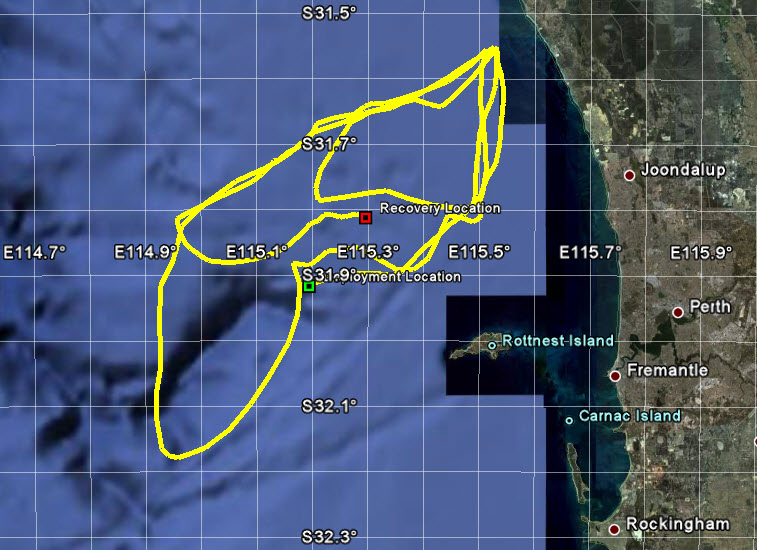 S31.5°
S31.7°
Joondalup
Recovery Location
E114.7° E114.9° E115.1° E115.3° E115.5° E115.7° E115.9°
S31.9° Deployment Location
Perth
Rottnest Island
Fremantle
S32.1°
Carnac Island
Rockingham
S32.3°